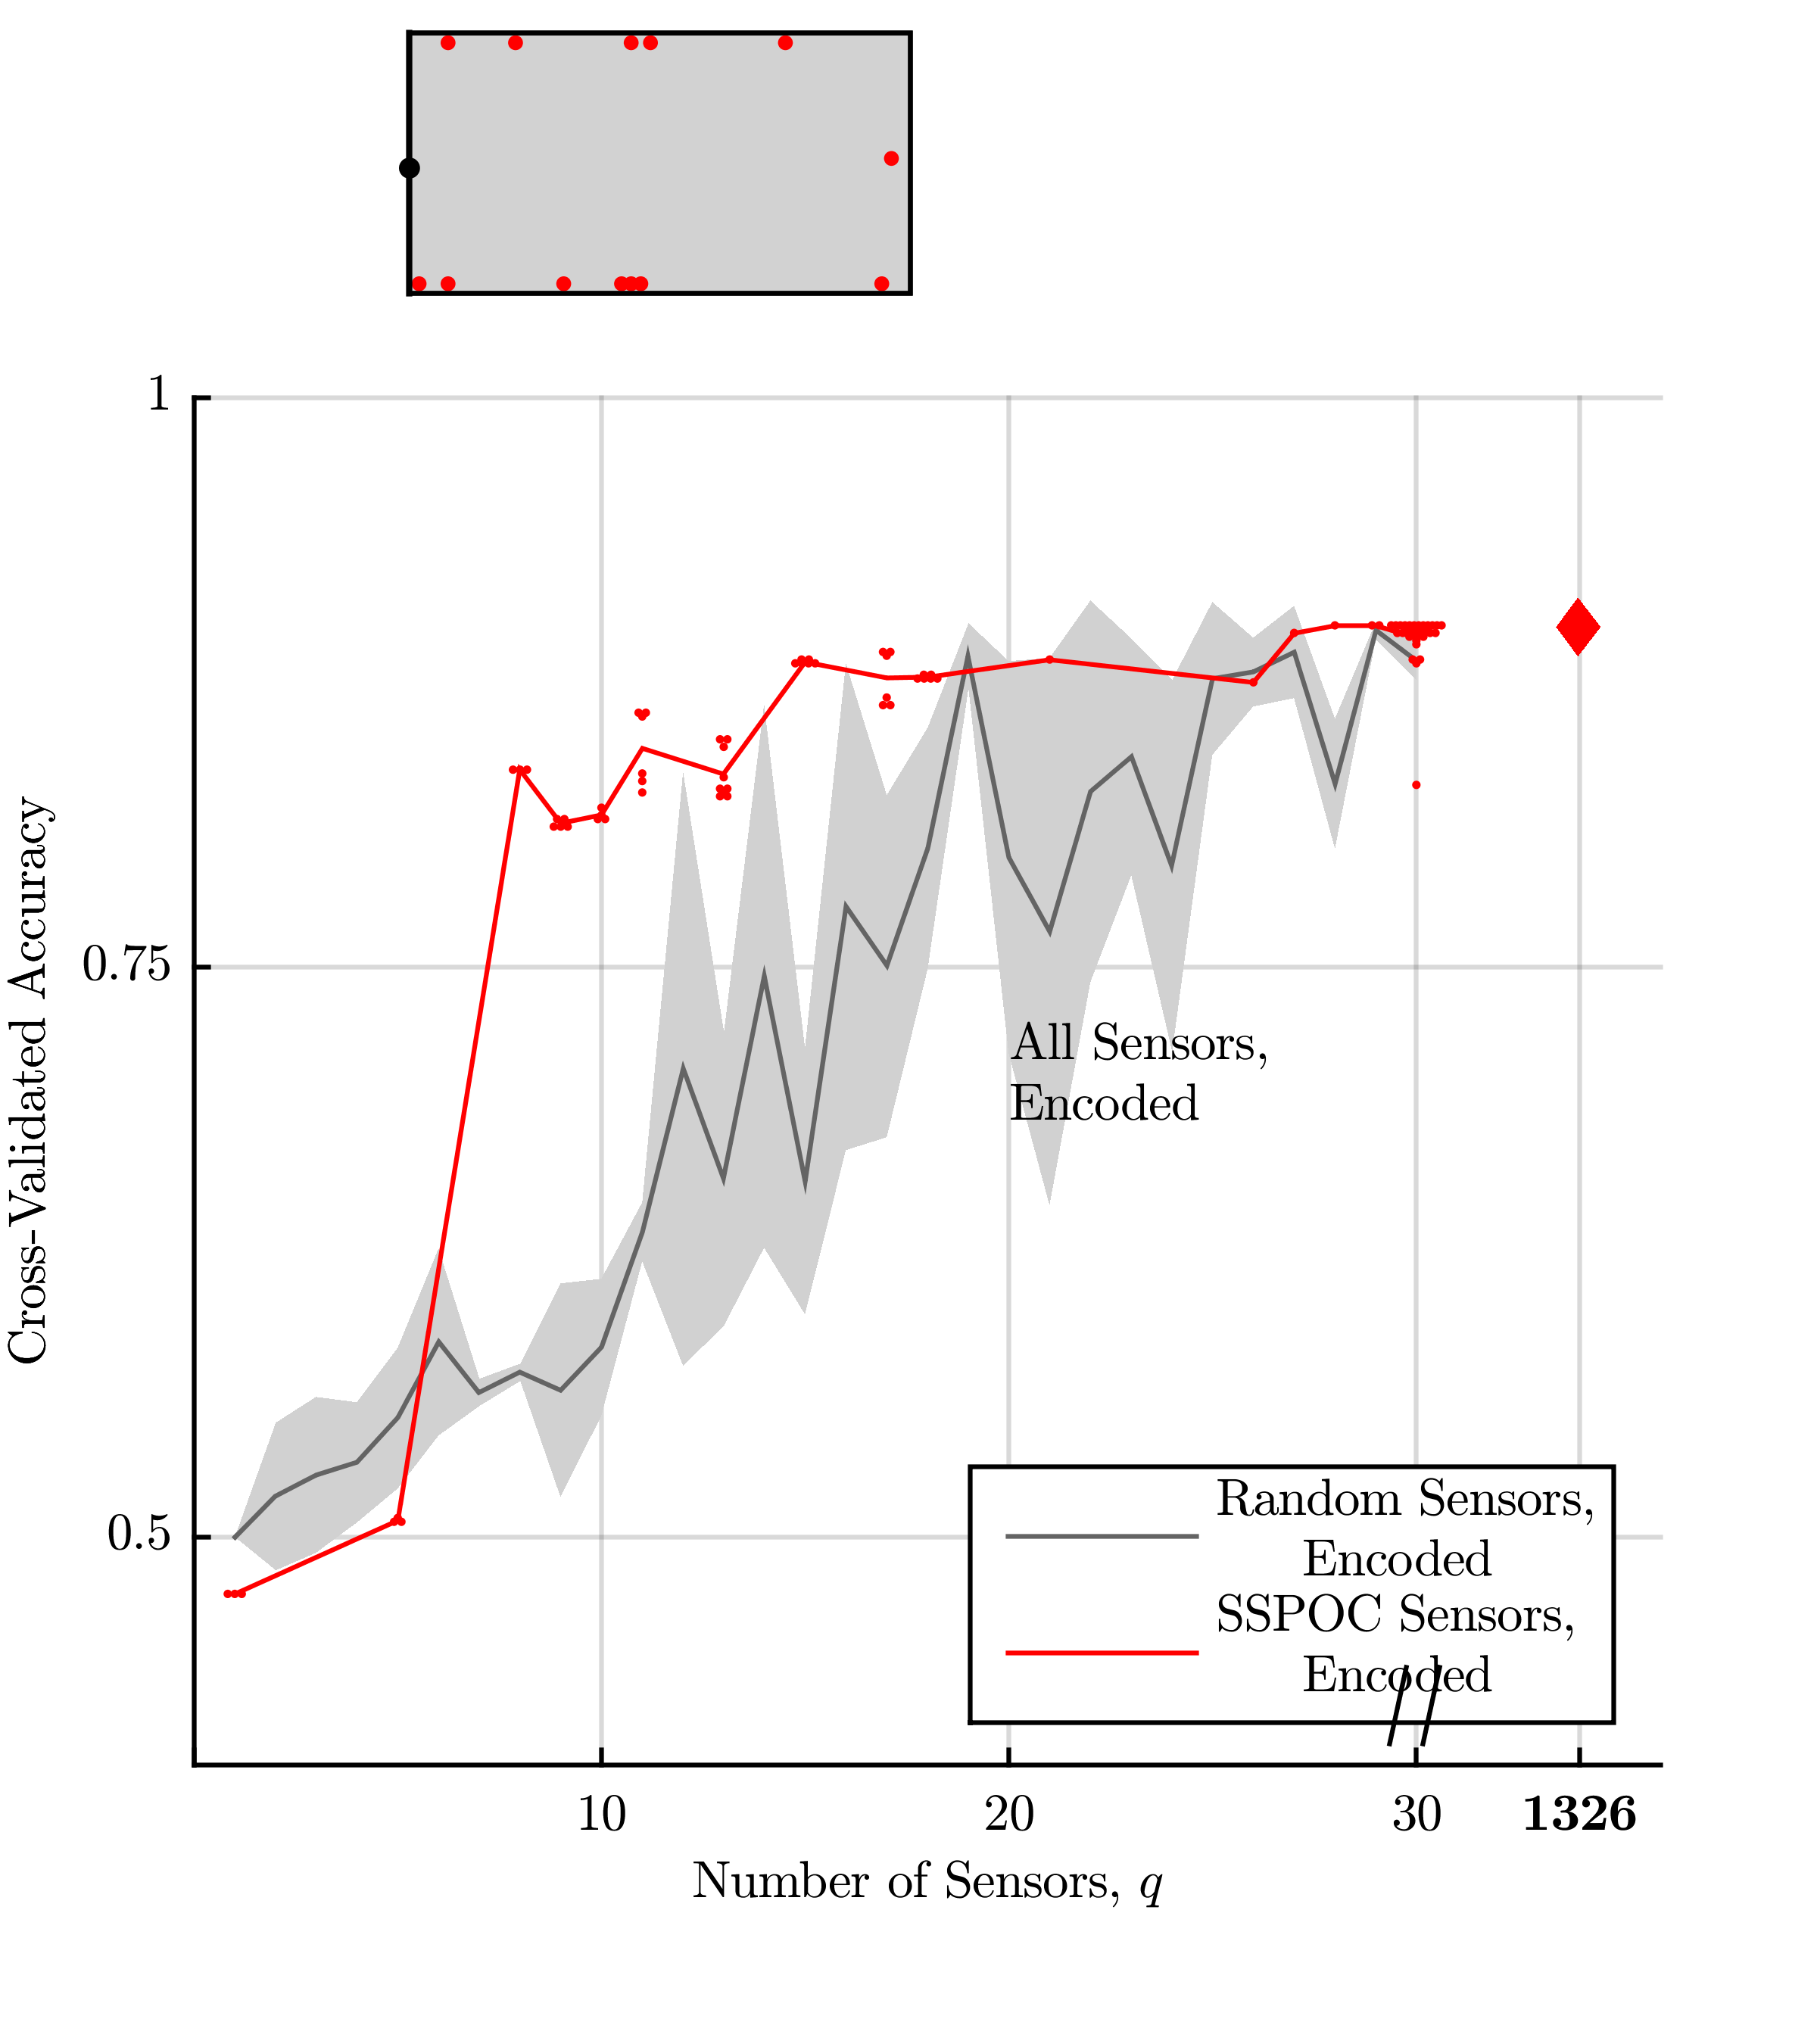 1
0.75
0.5
Cross-Validated Accuracy
All Sensors,
Encoded
Random Sensors,
Encoded
SSPOC Sensors,
Encoded
10
20
30
1326
Number of Sensors, q